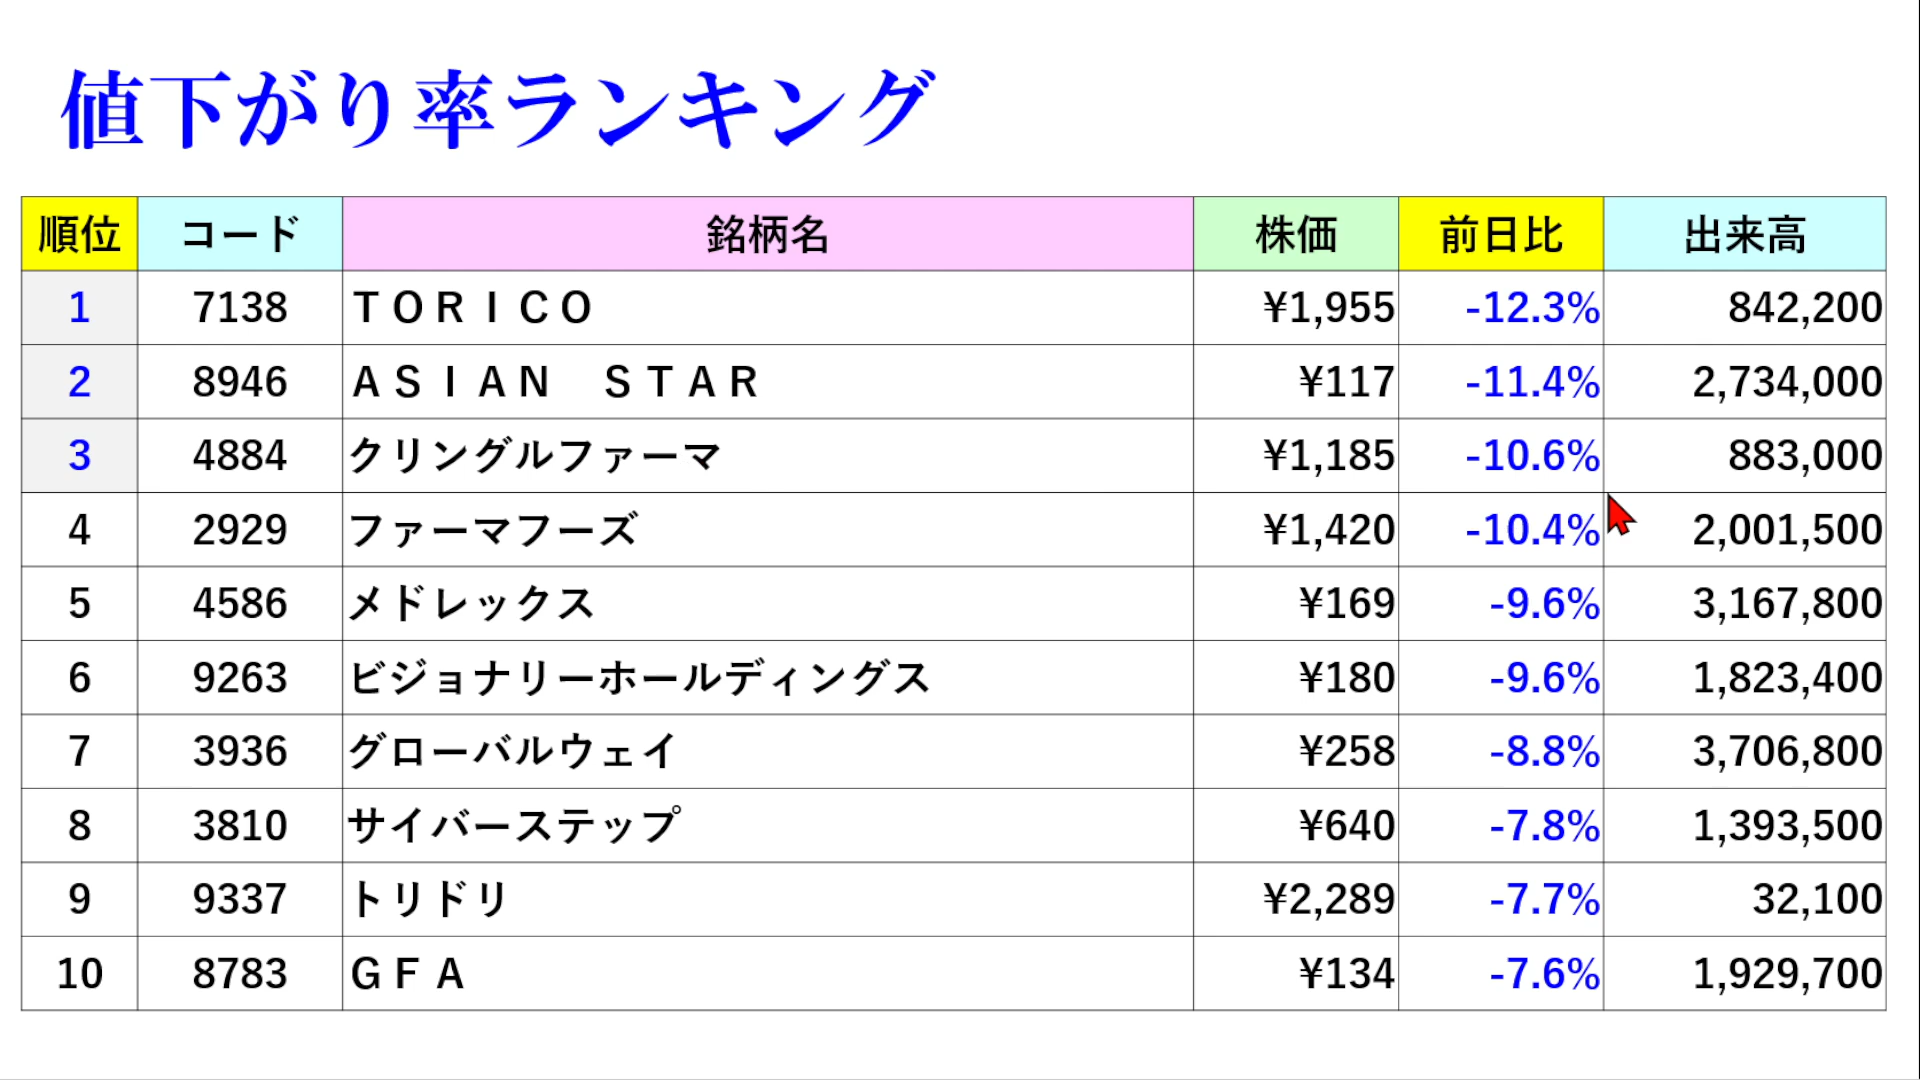 値下がり率ランキング
順位 コード 銘柄名 株価 前日比 出来高
1 7138 ＴＯＲＩＣＯ ¥1,955 -12.3% 842,200
2 8946 ＡＳＩＡＮ　ＳＴＡＲ ¥117 -11.4% 2,734,000
3 4884 クリングルファーマ ¥1,185 -10.6% 883,000
4 2929 ファーマフーズ ¥1,420 -10.4% 2,001,500
5 4586 メドレックス ¥169 -9.6% 3,167,800
6 9263 ビジョナリーホールディングス ¥180 -9.6% 1,823,400
7 3936 グローバルウェイ ¥258 -8.8% 3,706,800
8 3810 サイバーステップ ¥640 -7.8% 1,393,500
9 9337 トリドリ ¥2,289 -7.7% 32,100
10 8783 ＧＦＡ ¥134 -7.6% 1,929,700